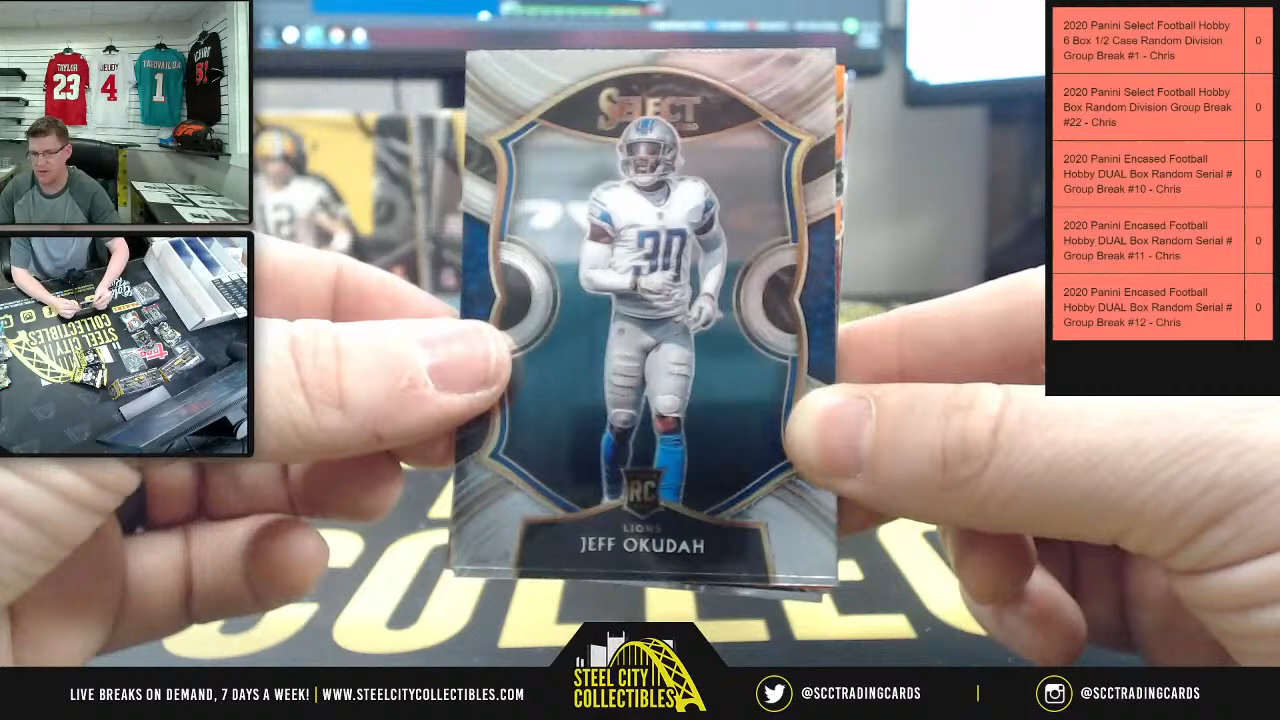 TAYLOR
23
JEUDY
4
TAGOVAILOA
1
51
SELECT
30
RC
LIONS
JEFF OKUDAH
2020 Panini Select Football Hobby
6 Box 1/2 Case Random Division
Group Break #1 - Chris
0
2020 Panini Select Football Hobby
Box Random Division Group Break
#22 - Chris
0
2020 Panini Encased Football
Hobby DUAL Box Random Serial #
Group Break #10 - Chris
0
2020 Panini Encased Football
Hobby DUAL Box Random Serial #
Group Break #11 - Chris
0
2020 Panini Encased Football
Hobby DUAL Box Random Serial #
Group Break #12 - Chris
0
STEEL CITY
COLLECTIBLES
LIVE BREAKS ON DEMAND, 7 DAYS A WEEK! | WWW.STEELCITYCOLLECTIBLES.COM
STEEL CITY
COLLECTIBLES
@SCCTRADINGCARDS | @SCCTRADINGCARDS